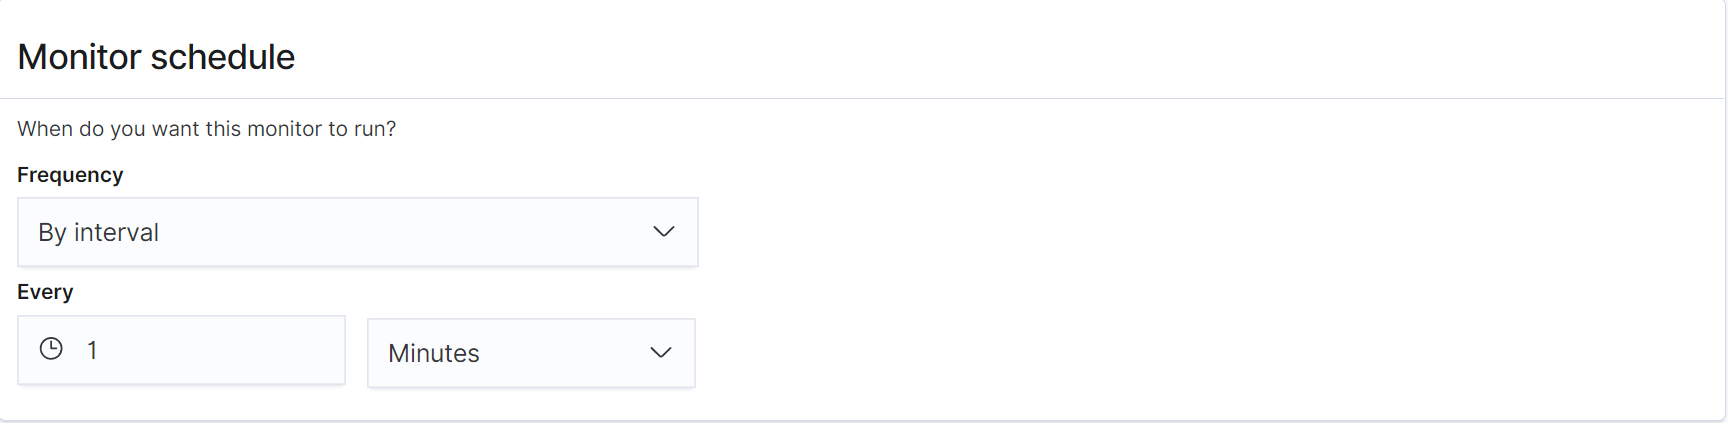 Monitor schedule
When do you want this monitor to run?
Frequency
By interval
Every
1 Minutes